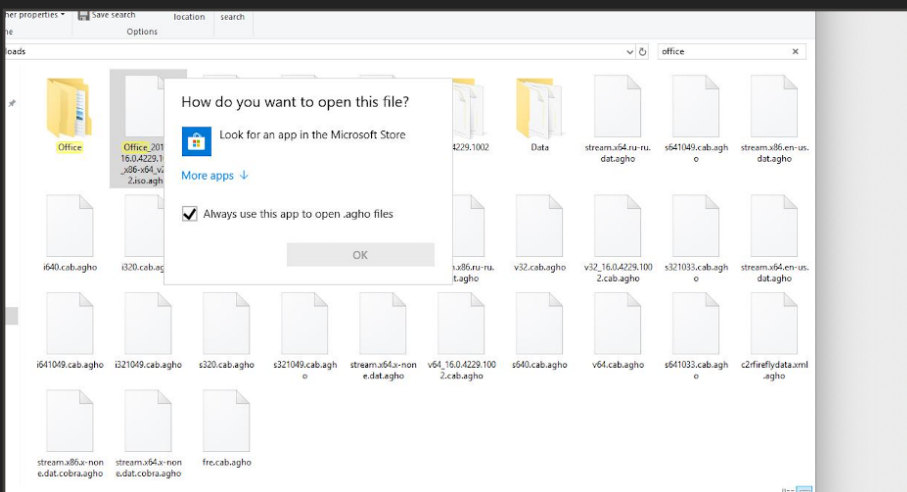 her properties
Save search
location
search
Options
loads
office
How do you want to open this file?
Look for an app in the Microsoft Store
More apps
Always use this app to open .agho files
OK
Office
Office_201
16.0.4229.1
_x86-x64_v2
2.iso.agh
4229.1002
Data
stream.x64.ru-ru.
dat.agho
s641049.cab.agh
o
stream.x86.en-us.
dat.agho
i640.cab.agho
i320.cab.ag
n.x86.ru-ru.
t.agho
v32.cab.agho
v32_16.0.4229.100
2.cab.agho
s321033.cab.agh
o
stream.x64.en-us.
dat.agho
i641049.cab.agho
i321049.cab.agho
s320.cab.agho
s321049.cab.agh
o
stream.x64.x-non
e.dat.agho
v64_16.0.4229.100
2.cab.agho
s640.cab.agho
v64.cab.agho
s641033.cab.agh
o
c2rfireflydata.xml
.agho
stream.x86.x-non
e.dat.cobra.agho
stream.x64.x-non
e.dat.cobra.agho
fre.cab.agho